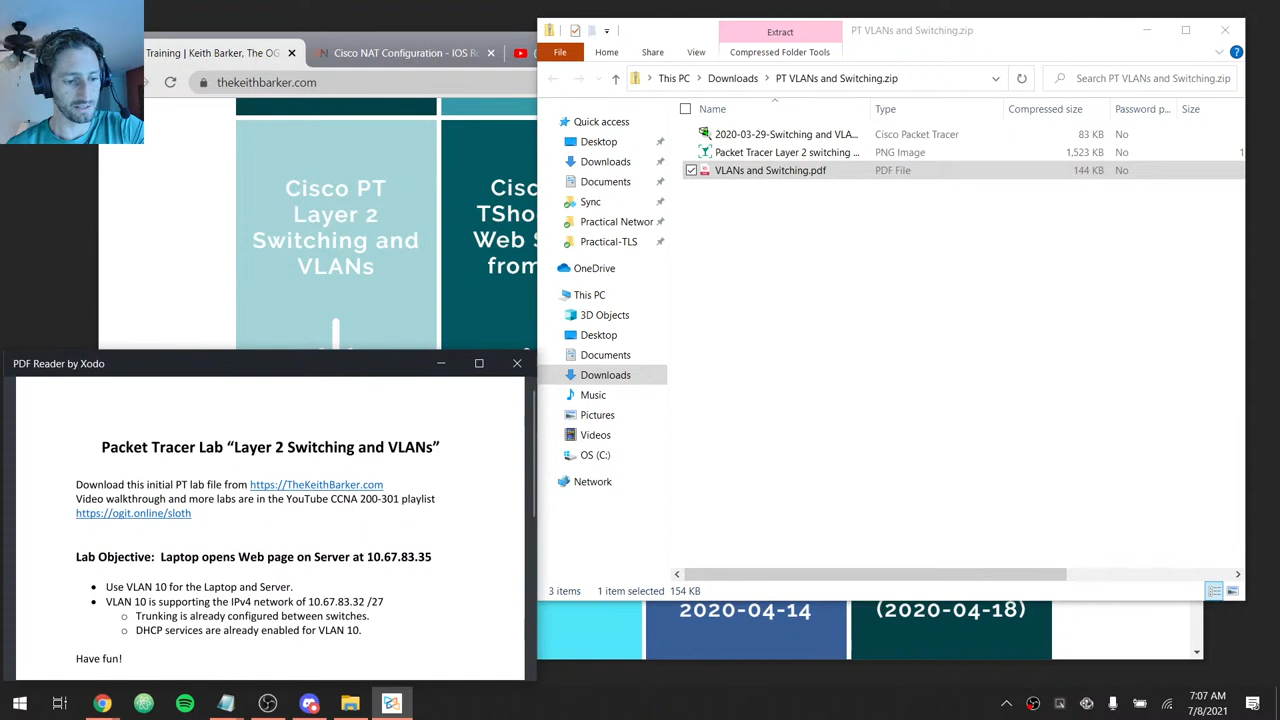 Training | Keith Barker, The OG
Cisco NAT Configuration - IOS Ro
thekeithbarker.com
Cisco PT
Layer 2
Switching and
VLANs
Cisc
TSho
Web S
from
2020-04-14
(2020-04-18)
Extract
PT VLANs and Switching.zip
File
Home
Share
View
Compressed Folder Tools
This PC
Downloads
PT VLANs and Switching.zip
Search PT VLANs and Switching.zip
Name
Type
Compressed size
Password p...
Size
2020-03-29-Switching and VLA...
Cisco Packet Tracer
83 KB
No
Packet Tracer Layer 2 switching ...
PNG Image
1,523 KB
No
1
VLANs and Switching.pdf
PDF File
144 KB
No
Quick access
Desktop
Downloads
Documents
Sync
Practical Networ
Practical-TLS
OneDrive
This PC
3D Objects
Desktop
Documents
Downloads
Music
Pictures
Videos
OS (C:)
Network
3 items
1 item selected
154 KB
PDF Reader by Xodo
Packet Tracer Lab “Layer 2 Switching and VLANs”
Download this initial PT lab file from https://TheKeithBarker.com
Video walkthrough and more labs are in the YouTube CCNA 200-301 playlist
https://ogit.online/sloth
Lab Objective: Laptop opens Web page on Server at 10.67.83.35
• Use VLAN 10 for the Laptop and Server.
• VLAN 10 is supporting the IPv4 network of 10.67.83.32 /27
o Trunking is already configured between switches.
o DHCP services are already enabled for VLAN 10.
Have fun!
7:07 AM
7/8/2021